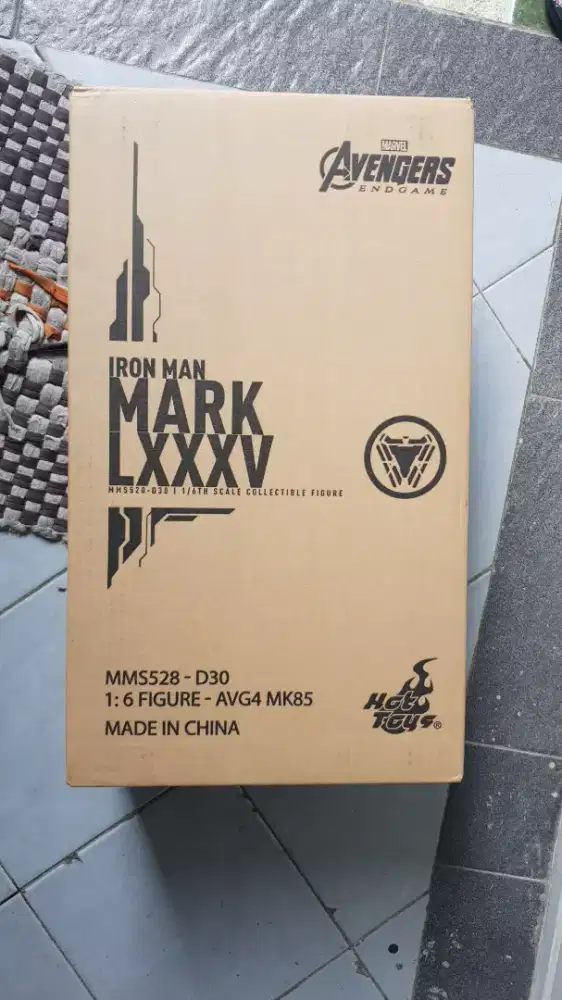 MARVEL
AVENGERS
ENDGAME
IRON MAN
MARK
LXXXV
MMS528-D30 | 1/6TH SCALE COLLECTIBLE FIGURE
MMS528 - D30
1: 6 FIGURE - AVG4 MK85
MADE IN CHINA
Hot
Toys®